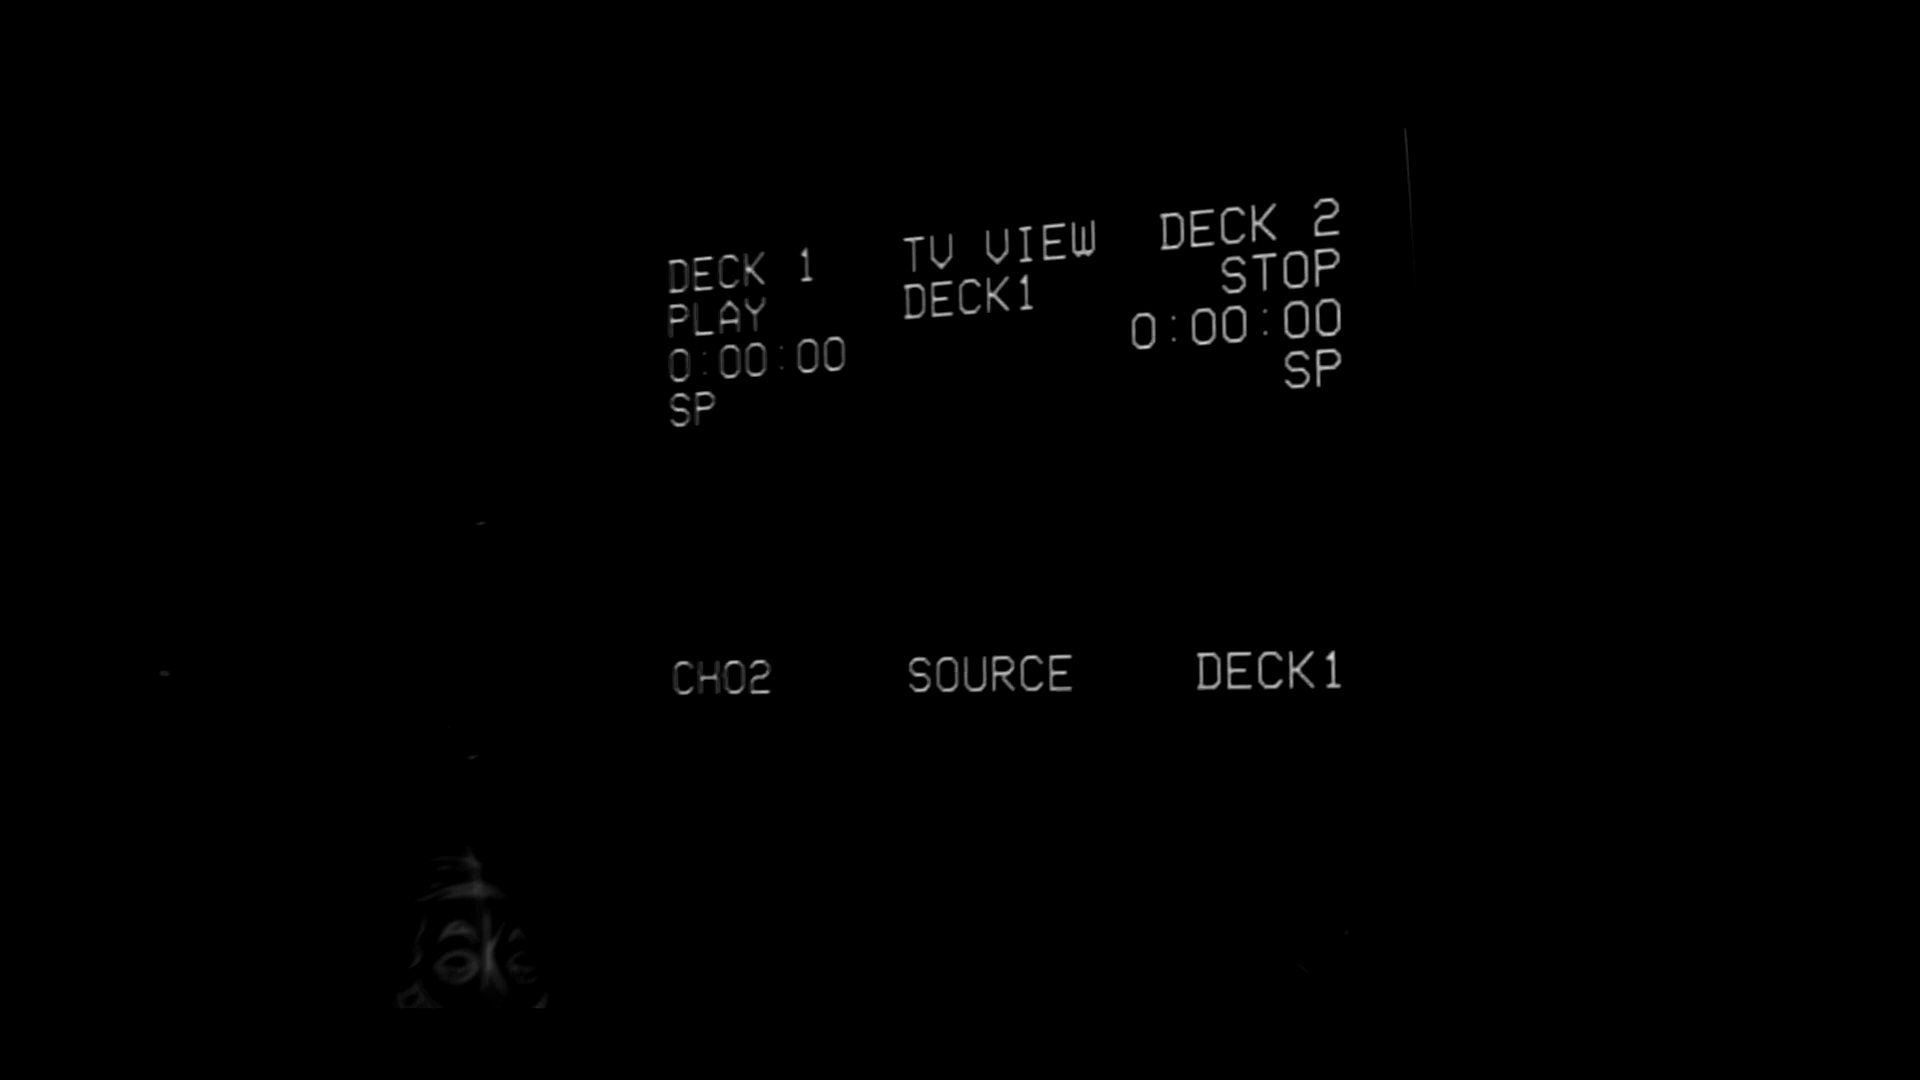 DECK 1 TV VIEW DECK 2
PLAY DECK1 STOP
0:00:00 0:00:00
SP SP
CH02 SOURCE DECK1